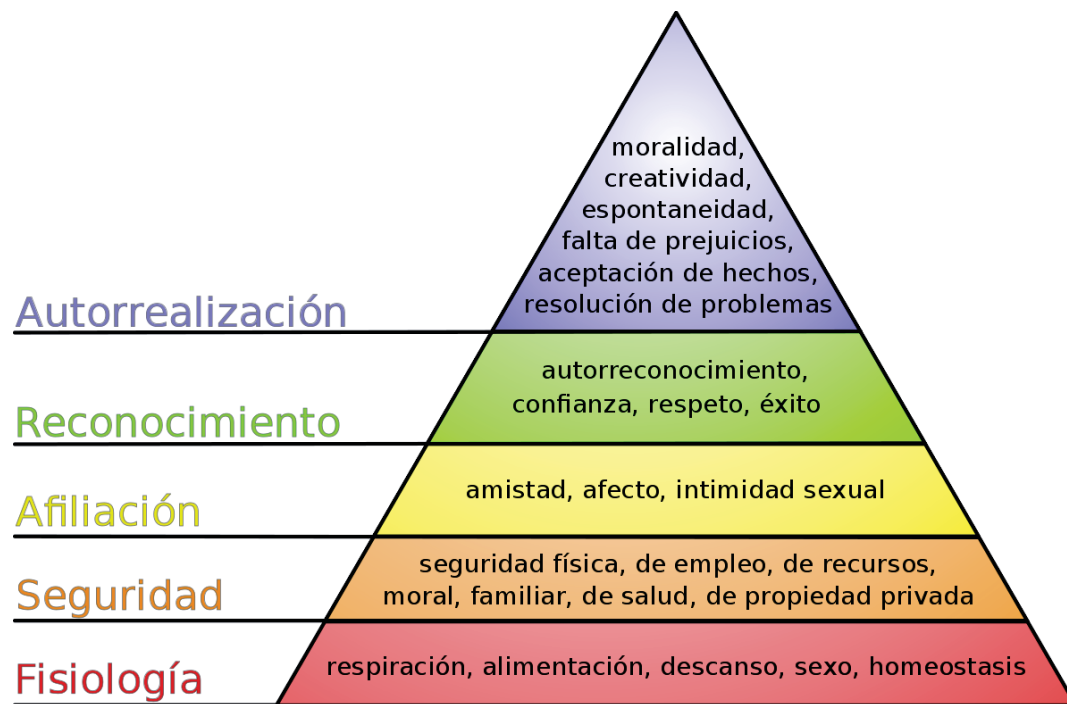 moralidad,
creatividad,
espontaneidad,
falta de prejuicios,
aceptación de hechos,
resolución de problemas
Autorrealización
autorreconocimiento,
confianza, respeto, éxito
Reconocimiento
amistad, afecto, intimidad sexual
Afiliación
seguridad física, de empleo, de recursos,
moral, familiar, de salud, de propiedad privada
Seguridad
respiración, alimentación, descanso, sexo, homeostasis
Fisiología